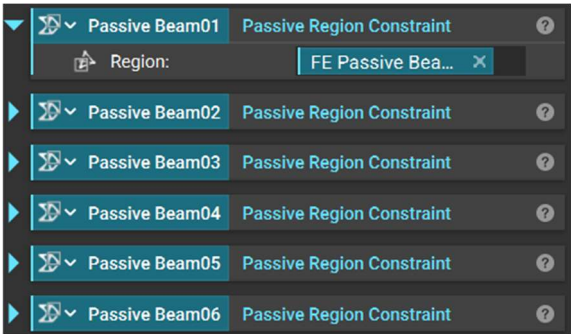 Passive Beam01 Passive Region Constraint ?
Region: FE Passive Bea... ×
Passive Beam02 Passive Region Constraint ?
Passive Beam03 Passive Region Constraint ?
Passive Beam04 Passive Region Constraint ?
Passive Beam05 Passive Region Constraint ?
Passive Beam06 Passive Region Constraint ?